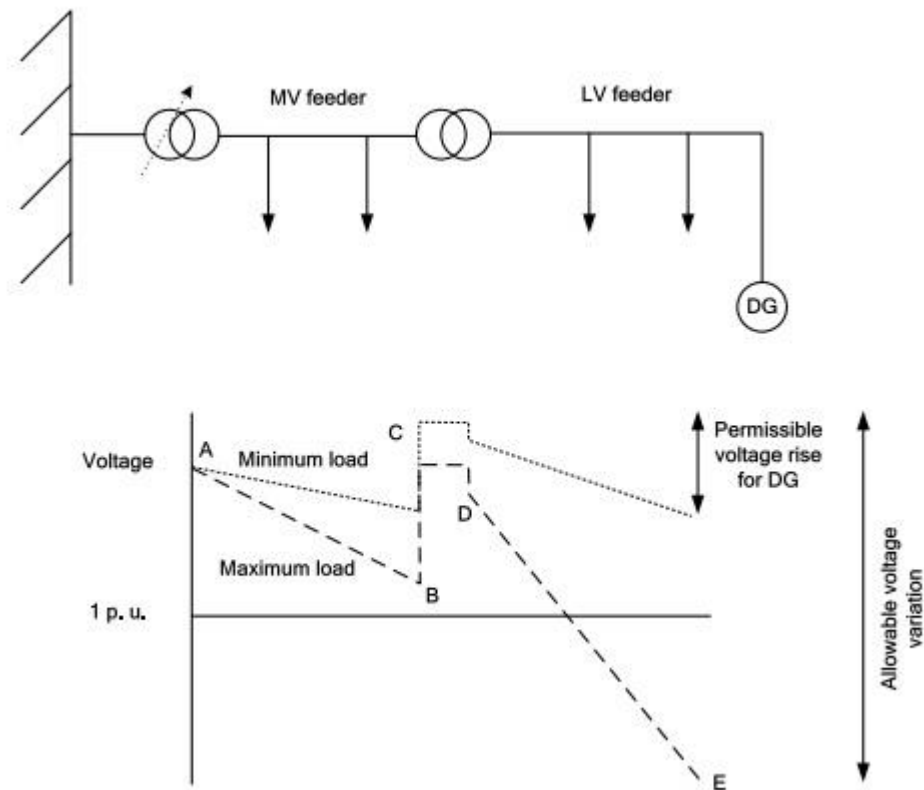 MV feeder
LV feeder
DG
A
C
Voltage
Minimum load
Permissible
voltage rise
for DG
D
Maximum load
B
1 p. u.
Allowable voltage
variation
E